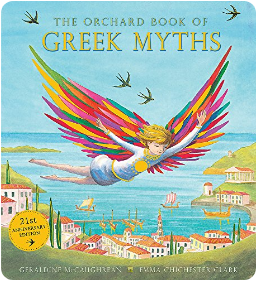 THE ORCHARD BOOK OF
GREEK MYTHS
21st
ANNIVERSARY
EDITION
GERALDINE McCAUGHREAN
EMMA CHICHESTER CLARK